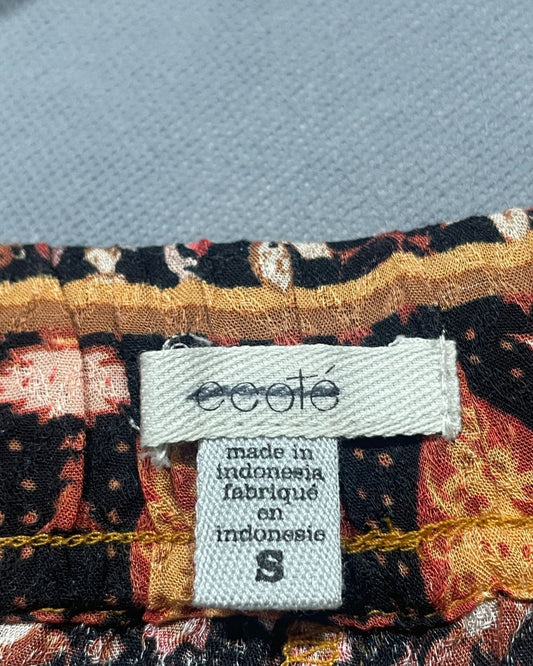 ecoté
made in
indonesia
fabriqué
en
indonesie
S